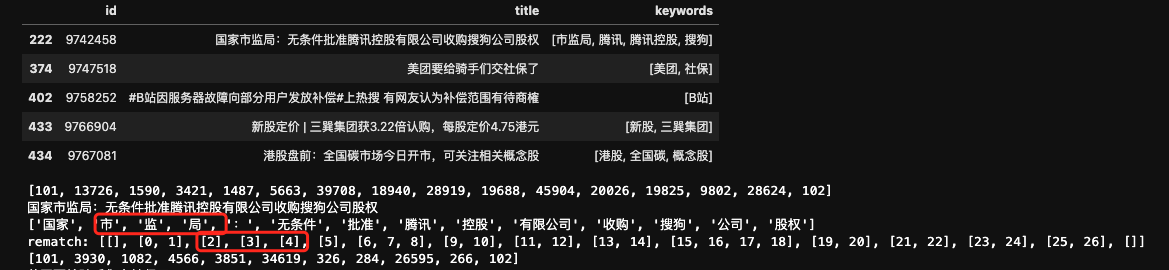 id title keywords
222 9742458 国家市监局：无条件批准腾讯控股有限公司收购搜狗公司股权 [市监局, 腾讯, 腾讯控股, 搜狗]
374 9747518 美团要给骑手们交社保了 [美团, 社保]
402 9758252 #B站因服务器故障向部分用户发放补偿#上热搜 有网友认为补偿范围有待商榷 [B站]
433 9766904 新股定价 | 三巽集团获3.22倍认购，每股定价4.75港元 [新股, 三巽集团]
434 9767081 港股盘前：全国碳市场今日开市，可关注相关概念股 [港股, 全国碳, 概念股]
[101, 13726, 1590, 3421, 1487, 5663, 39708, 18940, 28919, 19688, 45904, 20026, 19825, 9802, 28624, 102]
国家市监局：无条件批准腾讯控股有限公司收购搜狗公司股权
['国家', '市', '监', '局', '：', '无条件', '批准', '腾讯', '控股', '有限公司', '收购', '搜狗', '公司', '股权']
rematch: [[], [0, 1], [2], [3], [4], [5], [6, 7, 8], [9, 10], [11, 12], [13, 14], [15, 16, 17, 18], [19, 20], [21, 22], [23, 24], [25, 26], []]
[101, 3930, 1082, 4566, 3851, 34619, 326, 284, 26595, 266, 102]